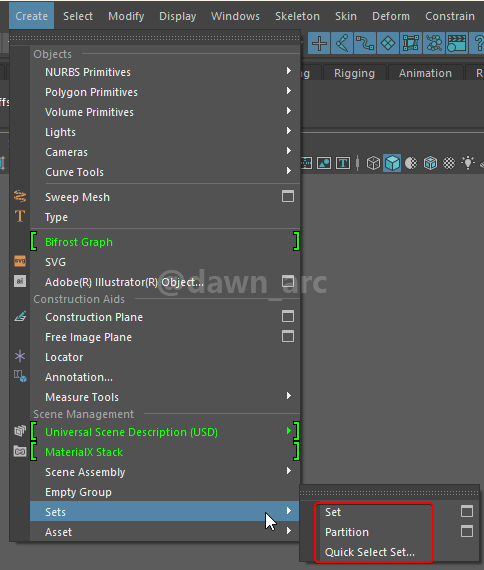 Create Select Modify Display Windows Skeleton Skin Deform Constrain
Objects
NURBS Primitives
Polygon Primitives
Volume Primitives
Lights
Cameras
Curve Tools
Rigging Animation
Sweep Mesh
Type
Bifrost Graph
SVG
Adobe(R) Illustrator(R) Object...
@dawn_arc
Construction Aids
Construction Plane
Free Image Plane
Locator
Annotation...
Measure Tools
Scene Management
Universal Scene Description (USD)
MaterialX Stack
Scene Assembly
Empty Group
Sets
Asset
Set
Partition
Quick Select Set...